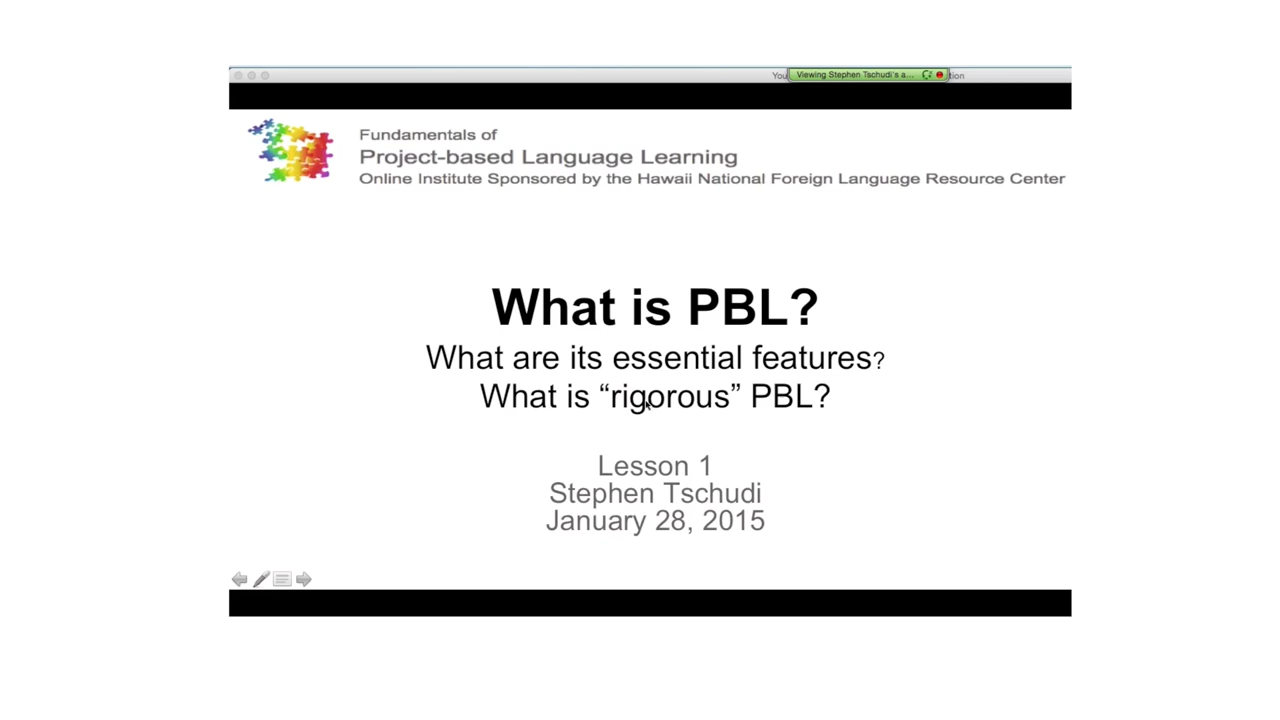 You Viewing Stephen Tschudi's a... tion
Fundamentals of
Project-based Language Learning
Online Institute Sponsored by the Hawaii National Foreign Language Resource Center
What is PBL?
What are its essential features?
What is “rigorous” PBL?
Lesson 1
Stephen Tschudi
January 28, 2015